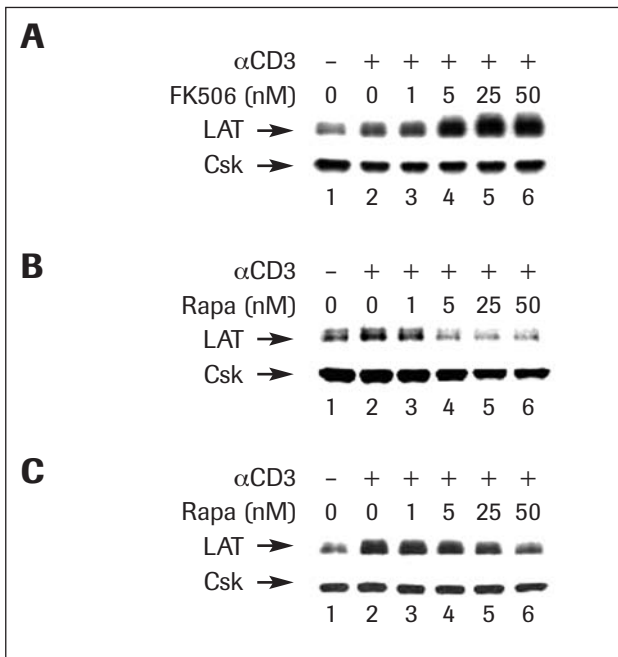 A
αCD3 – + + + + +
FK506 (nM) 0 0 1 5 25 50
LAT →
Csk →
1 2 3 4 5 6
B
αCD3 – + + + + +
Rapa (nM) 0 0 1 5 25 50
LAT →
Csk →
1 2 3 4 5 6
C
αCD3 – + + + + +
Rapa (nM) 0 0 1 5 25 50
LAT →
Csk →
1 2 3 4 5 6